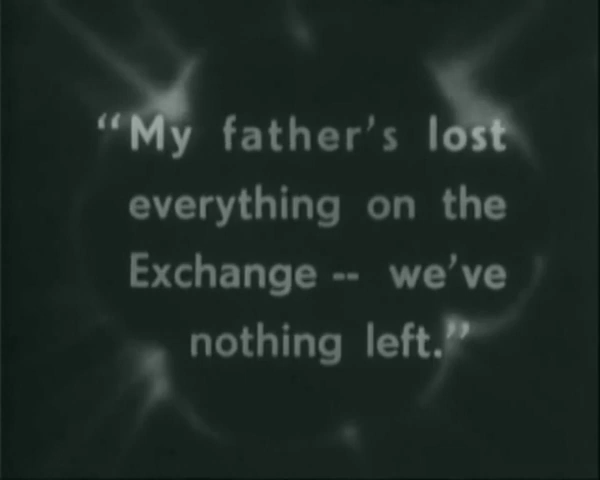 “My father’s lost
everything on the
Exchange -- we’ve
nothing left.”